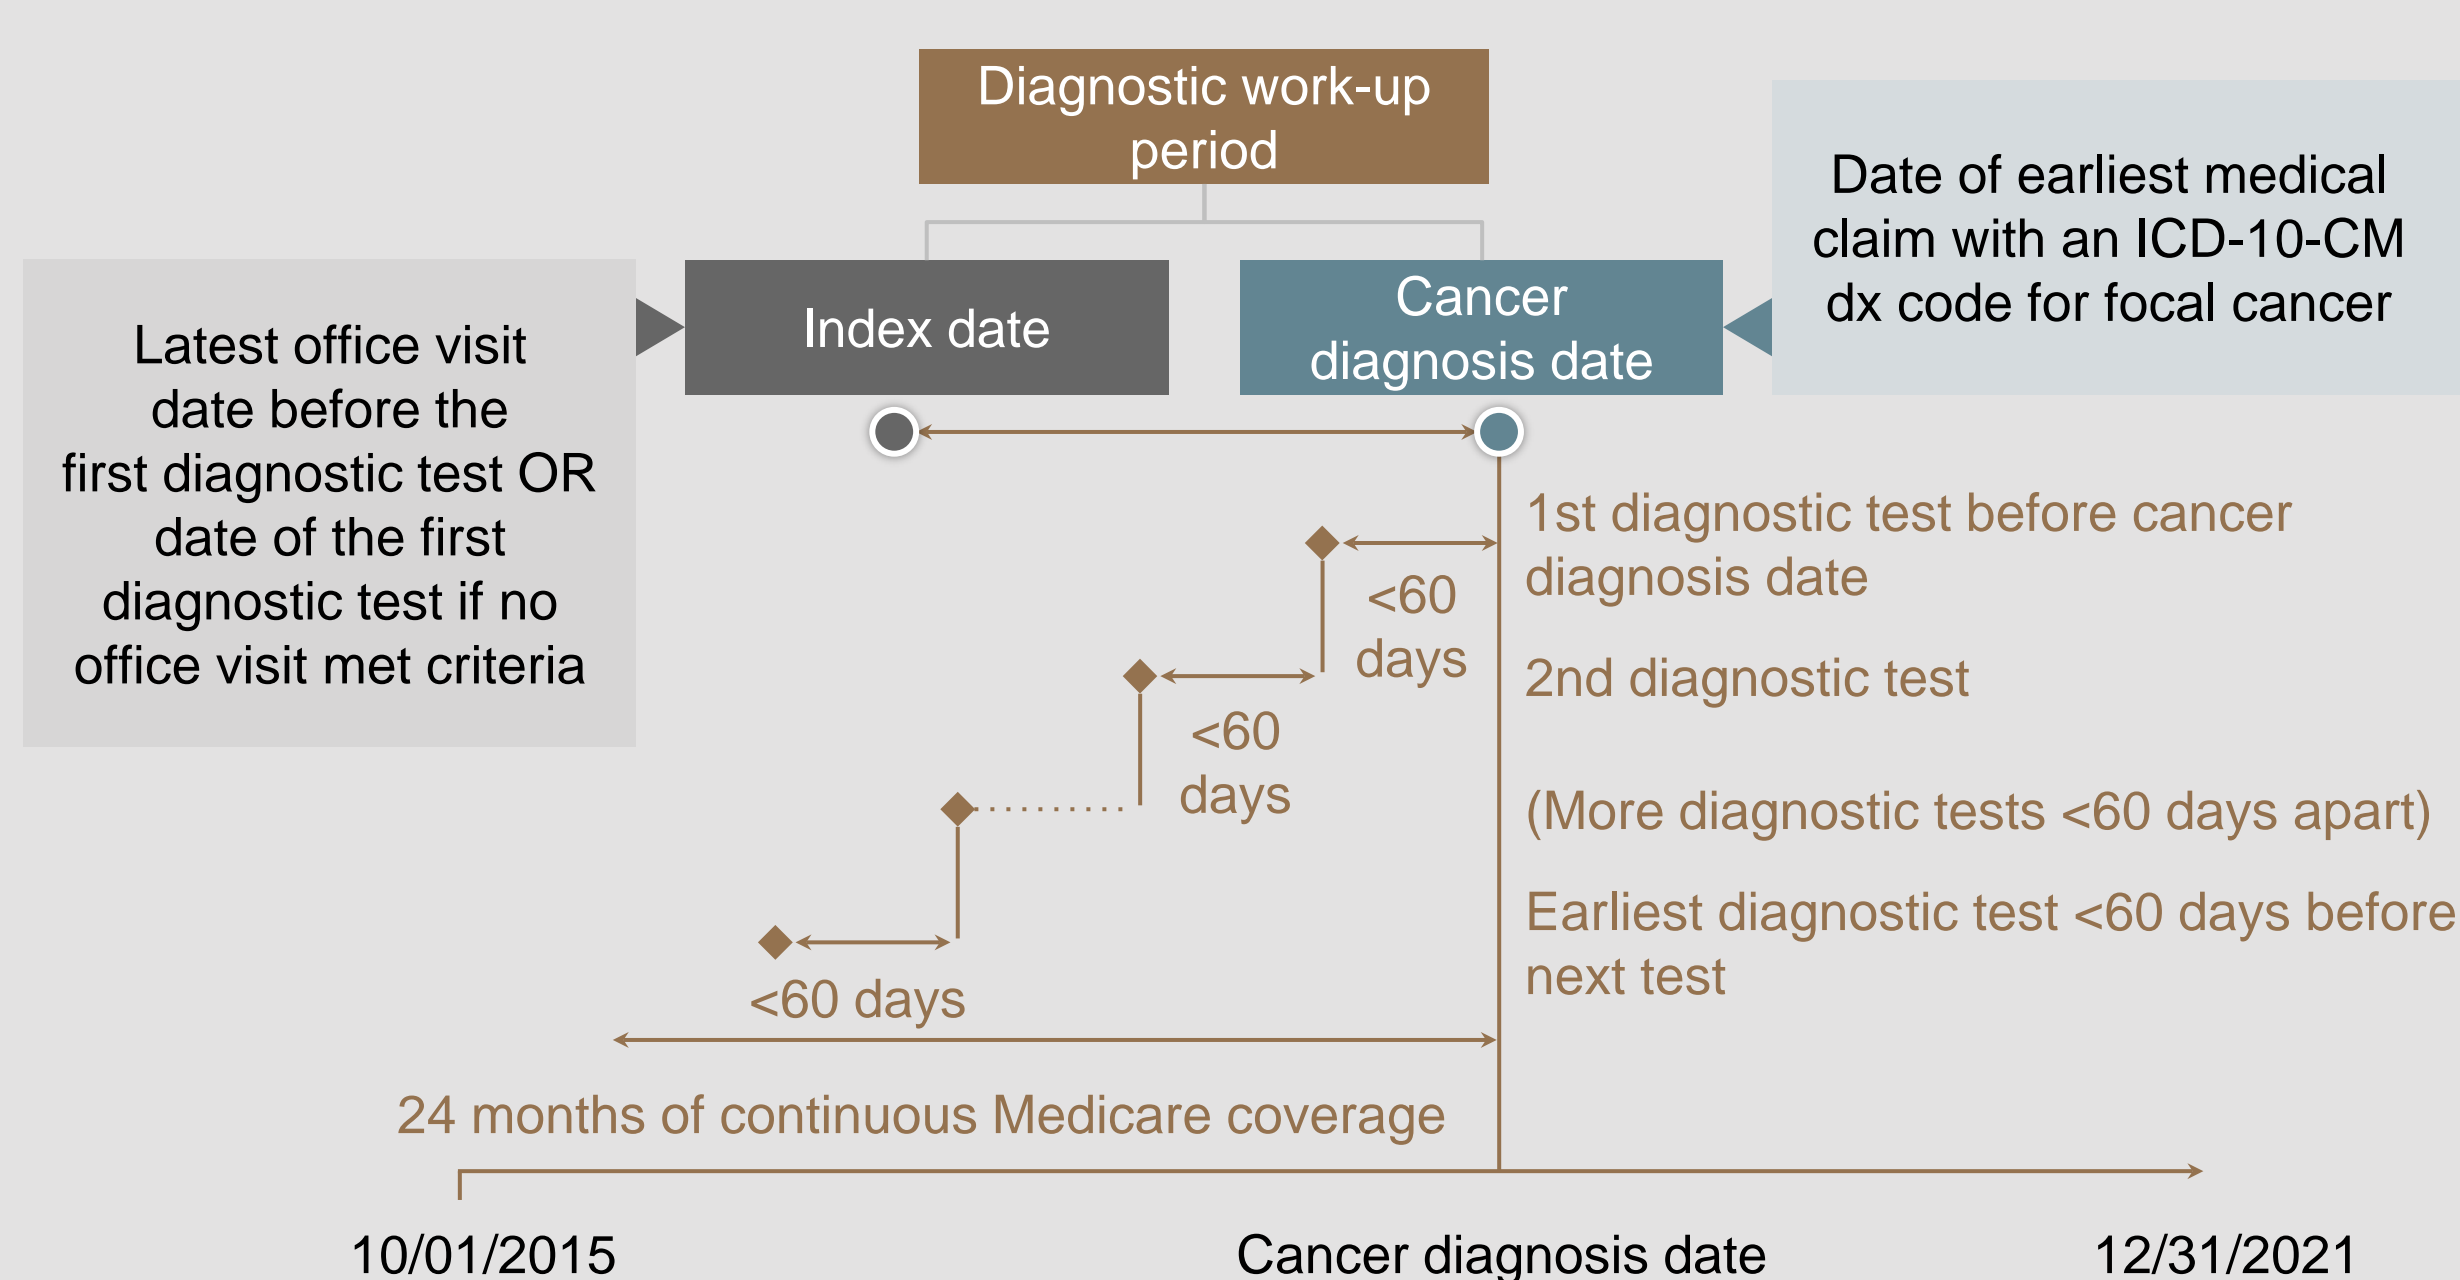 Diagnostic work-up
period
Date of earliest medical
claim with an ICD-10-CM
dx code for focal cancer
Index date
Cancer
diagnosis date
Latest office visit
date before the
first diagnostic test OR
date of the first
diagnostic test if no
office visit met criteria
1st diagnostic test before cancer
diagnosis date
<60
days
2nd diagnostic test
<60
days
(More diagnostic tests <60 days apart)
Earliest diagnostic test <60 days before
next test
<60 days
24 months of continuous Medicare coverage
10/01/2015
Cancer diagnosis date
12/31/2021